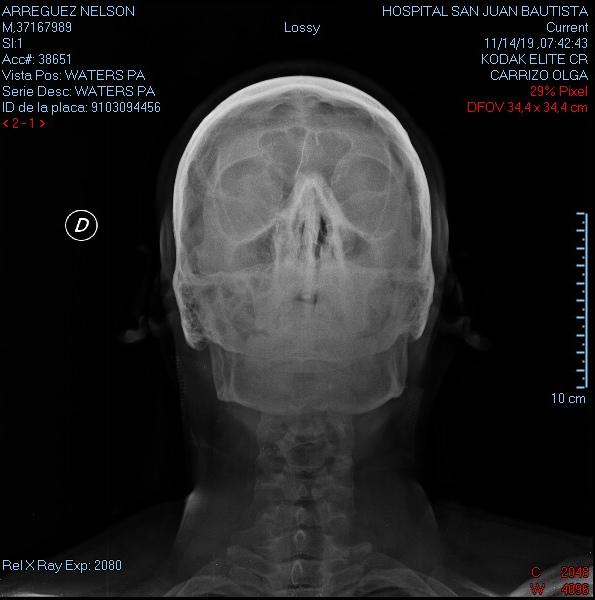 ARREGUEZ NELSON
M,37167989
SI:1
Acc#: 38651
Vista Pos: WATERS PA
Serie Desc: WATERS PA
ID de la placa: 9103094456
< 2 - 1 >
Lossy
HOSPITAL SAN JUAN BAUTISTA
Current
11/14/19 ,07:42:43
KODAK ELITE CR
CARRIZO OLGA
29% Pixel
DFOV 34,4 x 34,4 cm
D
10 cm
Rel X Ray Exp: 2080
C 2048
W 4096